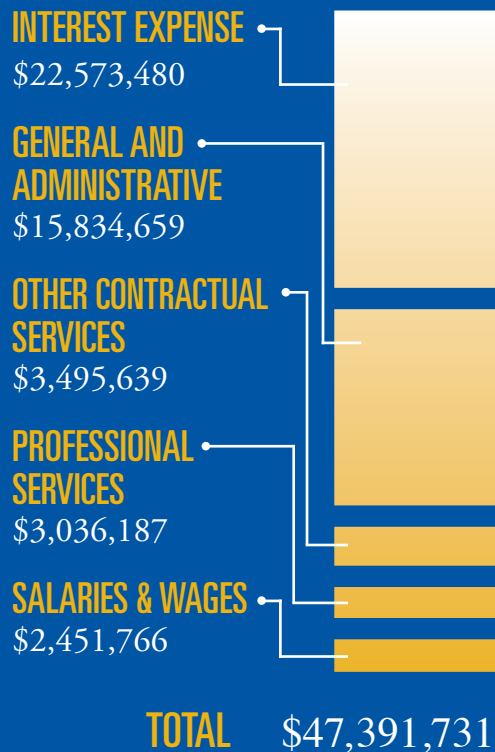 INTEREST EXPENSE
$22,573,480
GENERAL AND
ADMINISTRATIVE
$15,834,659
OTHER CONTRACTUAL
SERVICES
$3,495,639
PROFESSIONAL
SERVICES
$3,036,187
SALARIES & WAGES
$2,451,766
TOTAL $47,391,731